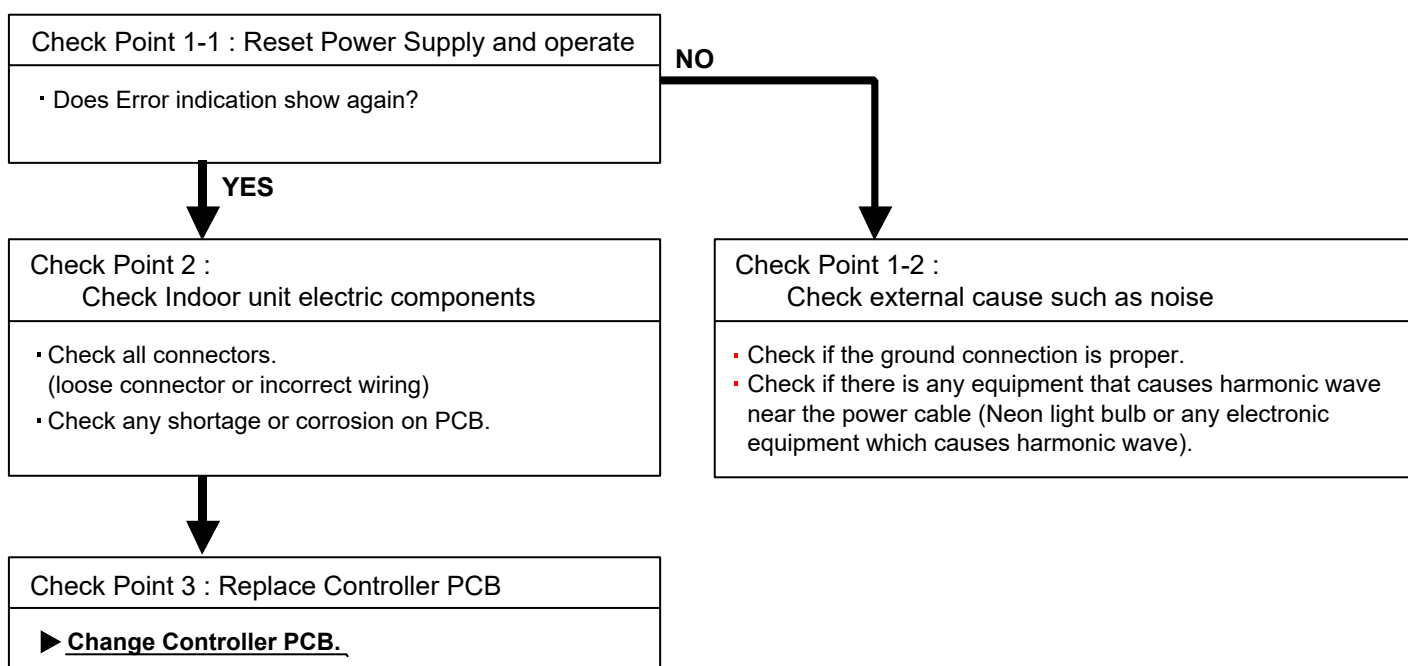 Check Point 1-1 : Reset Power Supply and operate
· Does Error indication show again?
NO
YES
Check Point 2 :
Check Indoor unit electric components
· Check all connectors.
(loose connector or incorrect wiring)
· Check any shortage or corrosion on PCB.
Check Point 1-2 :
Check external cause such as noise
· Check if the ground connection is proper.
· Check if there is any equipment that causes harmonic wave
near the power cable (Neon light bulb or any electronic
equipment which causes harmonic wave).
Check Point 3 : Replace Controller PCB
▶ Change Controller PCB.